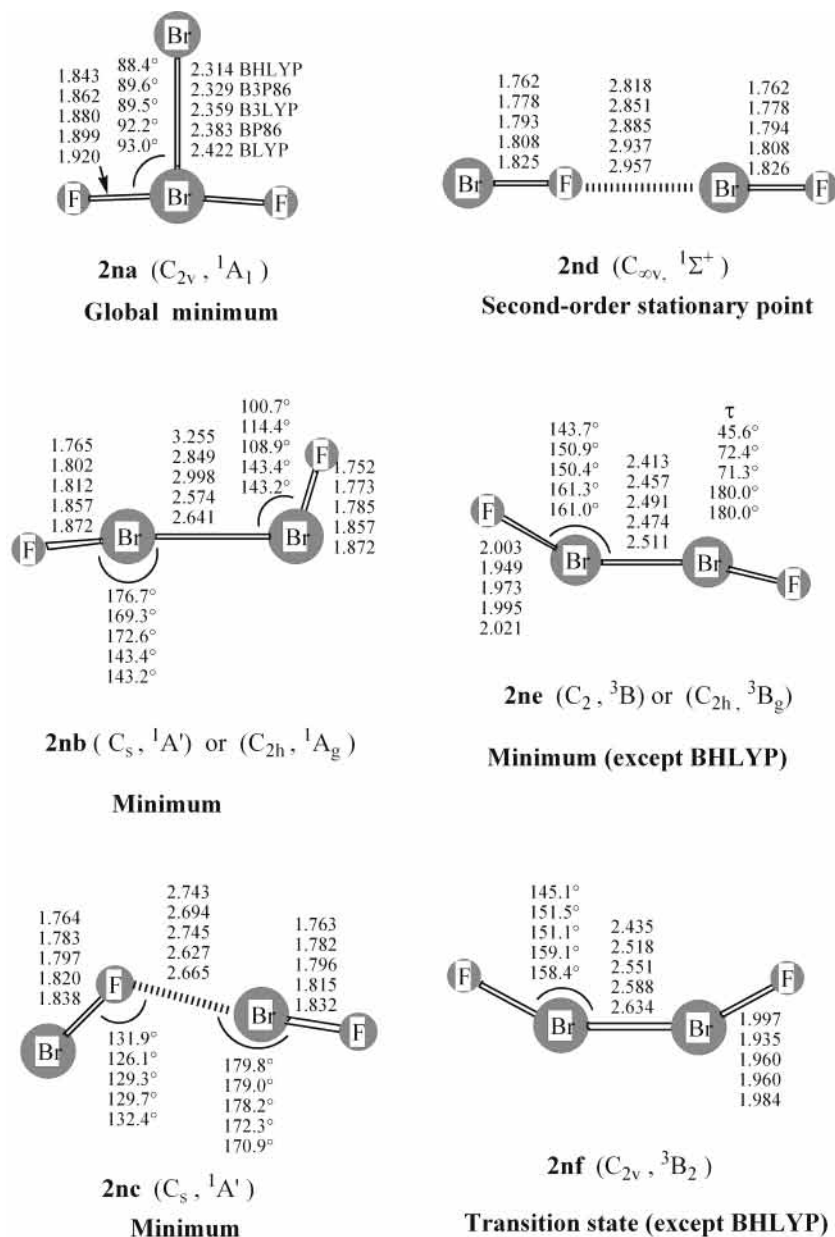 Br
1.843
1.862
1.880
1.899
1.920
88.4°
89.6°
89.5°
92.2°
93.0°
2.314 BHLYP
2.329 B3P86
2.359 B3LYP
2.383 BP86
2.422 BLYP
F
Br
F
2na (C2v , 1A1)
Global minimum
1.762
1.778
1.793
1.808
1.825
2.818
2.851
2.885
2.937
2.957
1.762
1.778
1.794
1.808
1.826
Br
F
Br
F
2nd (C∞v, 1Σ+)
Second-order stationary point
1.765
1.802
1.812
1.857
1.872
3.255
2.849
2.998
2.574
2.641
100.7°
114.4°
108.9°
143.4°
143.2°
F
1.752
1.773
1.785
1.857
1.872
F
Br
Br
176.7°
169.3°
172.6°
143.4°
143.2°
2nb ( Cs , 1A') or (C2h , 1Ag )
Minimum
143.7°
150.9°
150.4°
161.3°
161.0°
2.413
2.457
2.491
2.474
2.511
τ
45.6°
72.4°
71.3°
180.0°
180.0°
F
Br
Br
F
2.003
1.949
1.973
1.995
2.021
2ne (C2 , 3B) or (C2h , 3Bg)
Minimum (except BHLYP)
1.764
1.783
1.797
1.820
1.838
2.743
2.694
2.745
2.627
2.665
1.763
1.782
1.796
1.815
1.832
F
Br
Br
F
131.9°
126.1°
129.3°
129.7°
132.4°
179.8°
179.0°
178.2°
172.3°
170.9°
2nc (Cs , 1A')
Minimum
145.1°
151.5°
151.1°
159.1°
158.4°
2.435
2.518
2.551
2.588
2.634
F
Br
Br
F
1.997
1.935
1.960
1.960
1.984
2nf (C2v , 3B2 )
Transition state (except BHLYP)